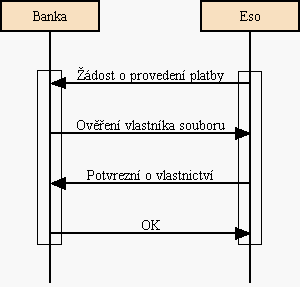 Banka
Eso
Žádost o provedení platby
Ověření vlastníka souboru
Potvrezní o vlastnictví
OK